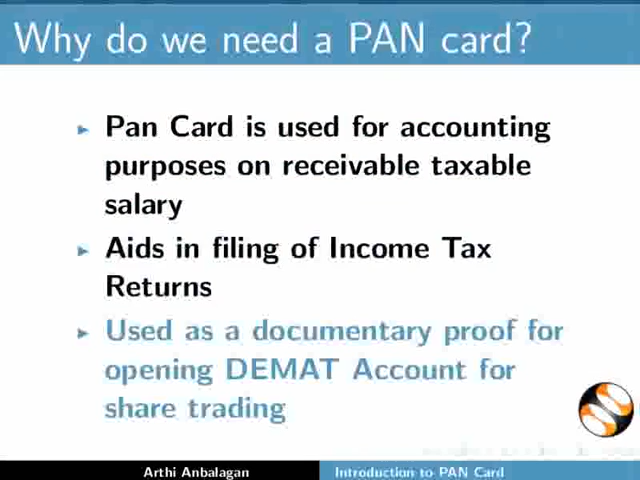 Why do we need a PAN card?
Pan Card is used for accounting
purposes on receivable taxable
salary
Aids in filing of Income Tax
Returns
Used as a documentary proof for
opening DEMAT Account for
share trading
Arthi Anbalagan
Introduction to PAN Card